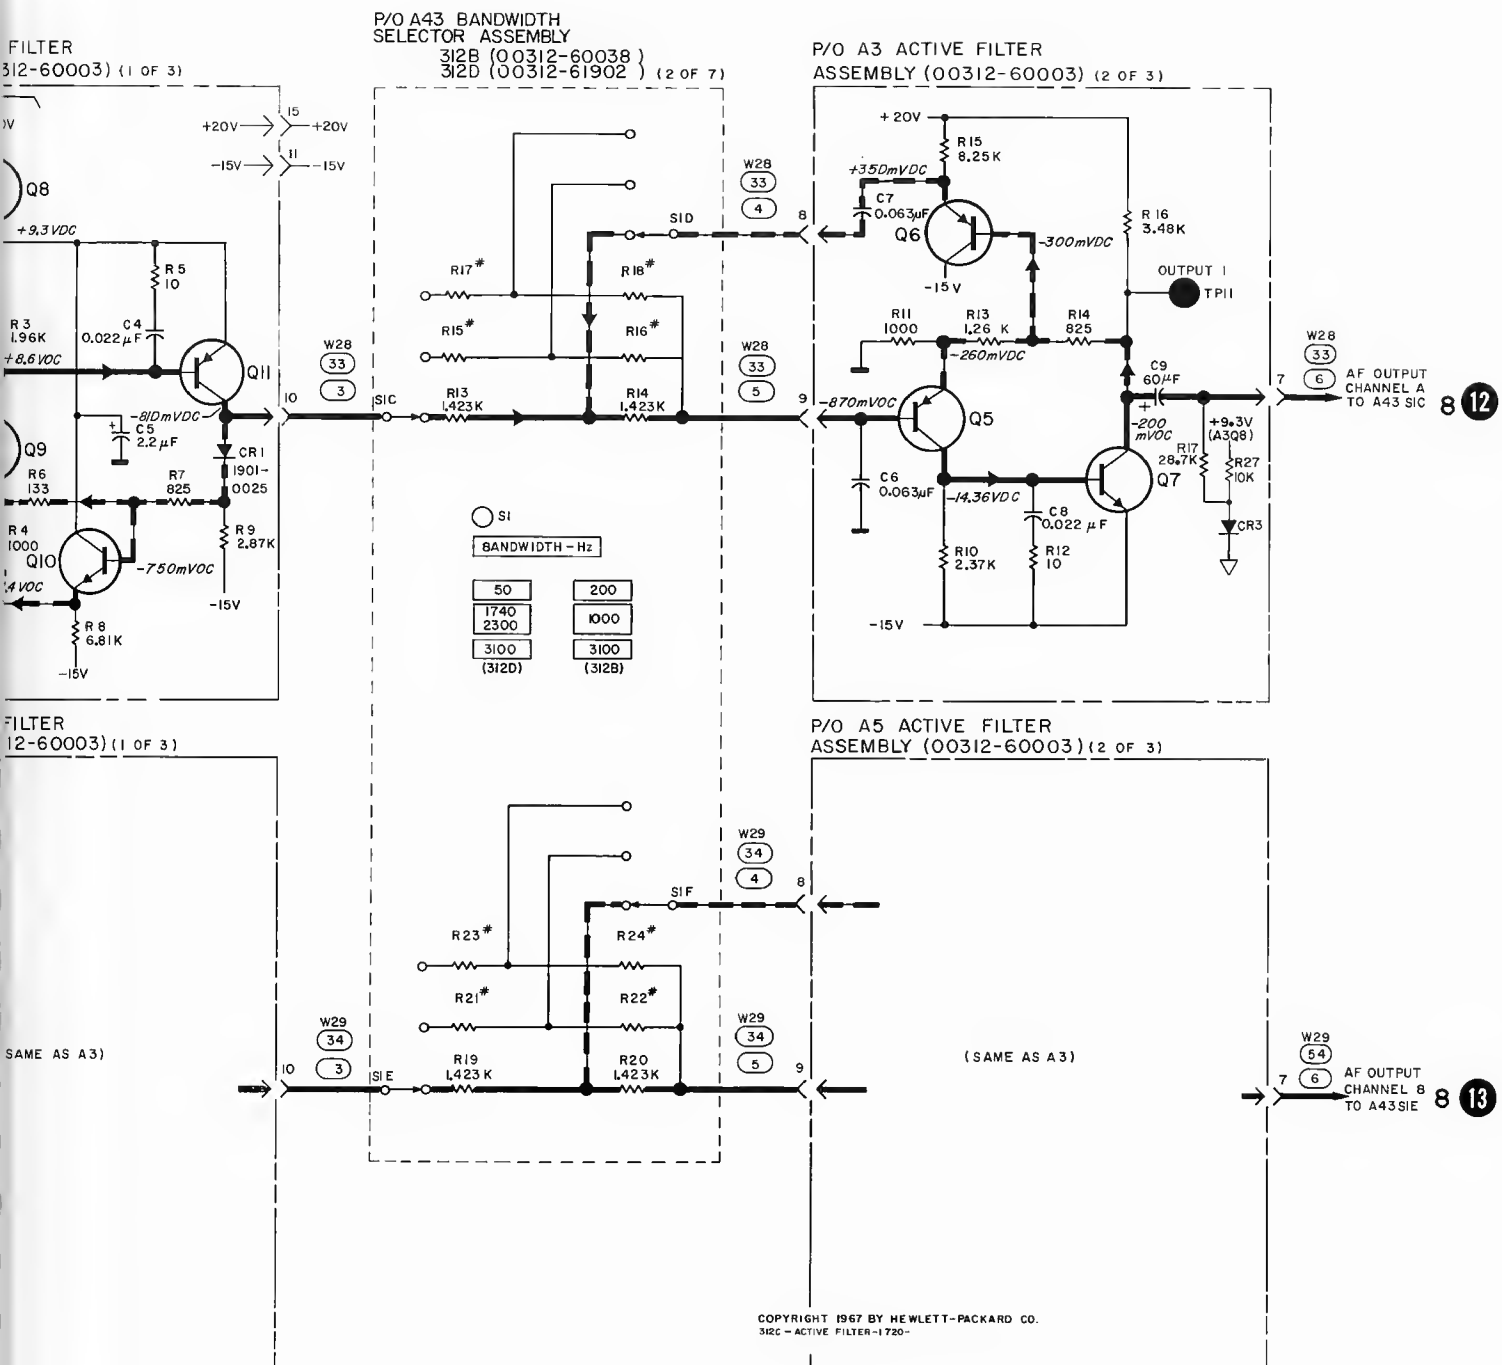 FILTER
312-60003) (1 OF 3)
P/O A43 BANDWIDTH
SELECTOR ASSEMBLY
312B (00312-60038)
312D (00312-61902 ) (2 OF 7)
P/O A3 ACTIVE FILTER
ASSEMBLY (00312-60003) (2 OF 3)
+20V
15
+20V
-15V
11
-15V
Q8
+9.3VDC
R5
10
R3
1.96K
C4
0.022µF
+8.6VDC
Q11
-810mVDC
C5
2.2µF
+
Q9
CR1
1901-
0025
R6
133
R7
825
R4
1000
Q10
R9
2.87K
-750mVDC
.4VDC
-15V
R8
6.81K
-15V
10
W28
33
3
S1C
R17#
R18#
R15#
R16#
R13
1.423K
R14
1.423K
S1D
W28
33
4
8
W28
33
5
9
S1
BANDWIDTH-Hz
50
200
1740
2300
1000
3100
3100
(312D)
(312B)
+20V
R15
8.25K
+350mVDC
C7
0.063µF
Q6
-300mVDC
-15V
R16
3.48K
OUTPUT 1
TP11
R11
1000
R13
1.26 K
R14
825
-260mVDC
-870mVDC
Q5
C9
60µF
+
-200
mVDC
+9.3V
(A3Q8)
R17
28.7K
R27
10K
Q7
C6
0.063µF
-14.36VDC
C8
0.022µF
R10
2.37K
R12
10
CR3
-15V
7
W28
33
6
AF OUTPUT
CHANNEL A
TO A43 S1C
8 12
FILTER
12-60003) (1 OF 3)
P/O A5 ACTIVE FILTER
ASSEMBLY (00312-60003) (2 OF 3)
W29
34
4
8
S1F
R23#
R24#
R21#
R22#
R19
1.423K
R20
1.423K
W29
34
3
10
S1E
W29
34
5
9
SAME AS A3)
(SAME AS A3)
7
W29
54
6
AF OUTPUT
CHANNEL 8
TO A43S1E
8 13
COPYRIGHT 1967 BY HEWLETT-PACKARD CO.
312C-ACTIVE FILTER-1720-